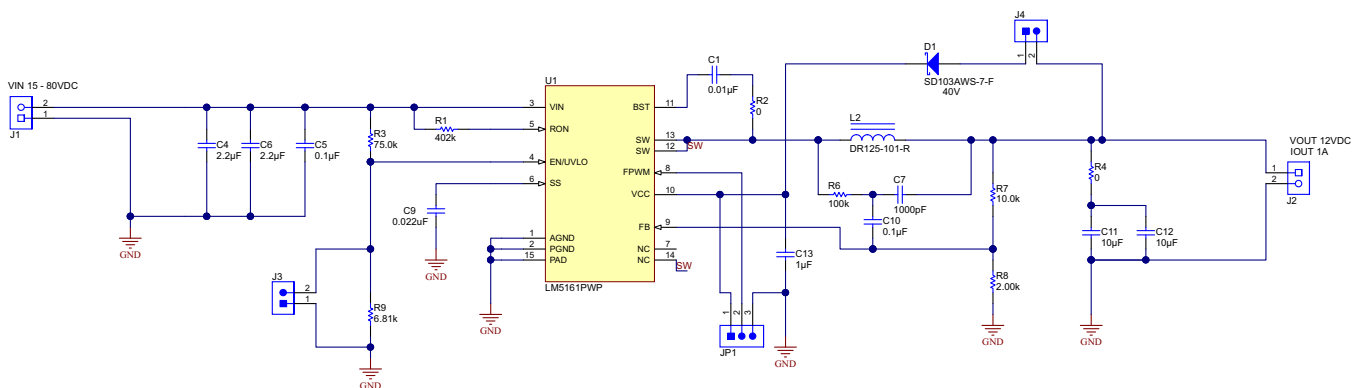 VIN 15 - 80VDC
2
1
J1
C4
2.2µF
C6
2.2µF
C5
0.1µF
GND
R3
75.0k
R1
402k
C9
0.022uF
GND
J3
2
1
R9
6.81k
GND
U1
3
VIN
5
RON
4
EN/UVLO
6
SS
1
AGND
2
PGND
15
PAD
BST
11
SW
13
SW
12
SW
FPWM
8
VCC
10
FB
9
NC
7
NC
14
SW
LM5161PWP
GND
C1
0.01µF
R2
0
D1
SD103AWS-7-F
40V
J4
1
2
L2
DR125-101-R
R6
100k
C7
1000pF
C10
0.1µF
C13
1µF
1
2
3
JP1
GND
R7
10.0k
R8
2.00k
GND
R4
0
C11
10µF
C12
10µF
GND
VOUT 12VDC
IOUT 1A
1
2
J2